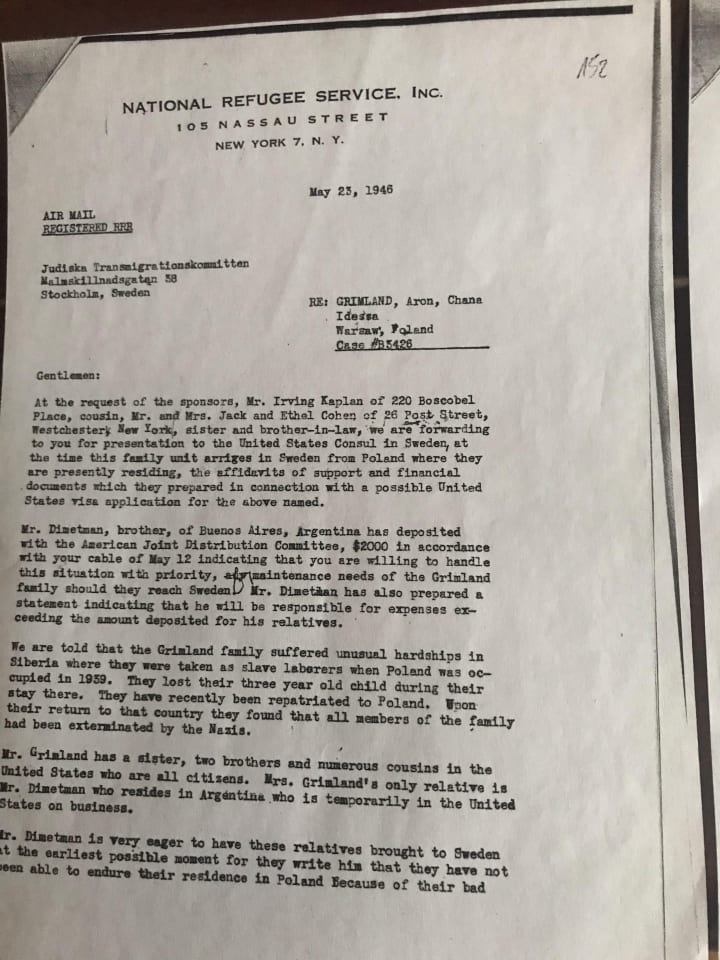 152
NATIONAL REFUGEE SERVICE, INC.
105 NASSAU STREET
NEW YORK 7, N. Y.
May 23, 1946
AIR MAIL
REGISTERED RRR
Judiska Transmigrationskommitten
Malmskillnadsgatan 38
Stockholm, Sweden
RE: GRIMLAND, Aron, Chana
Idessa
Warsaw, Poland
Case #B3426
Gentlemen:
At the request of the sponsors, Mr. Irving Kaplan of 220 Boscobel
Place, cousin, Mr. and Mrs. Jack and Ethel Cohen of 26 Post Street,
Westchester, New York, sister and brother-in-law, we are forwarding
to you for presentation to the United States Consul in Sweden, at
the time this family unit arriges in Sweden from Poland where they
are presently residing, the affidavits of support and financial
documents which they prepared in connection with a possible United
States visa application for the above named.
Mr. Dimetman, brother, of Buenos Aires, Argentina has deposited
with the American Joint Distribution Committee, $2000 in accordance
with your cable of May 12 indicating that you are willing to handle
this situation with priority, for maintenance needs of the Grimland
family should they reach Sweden. Mr. Dimetman has also prepared a
statement indicating that he will be responsible for expenses ex-
ceeding the amount deposited for his relatives.
We are told that the Grimland family suffered unusual hardships in
Siberia where they were taken as slave laborers when Poland was oc-
cupied in 1939. They lost their three year old child during their
stay there. They have recently been repatriated to Poland. Upon
their return to that country they found that all members of the family
had been exterminated by the Nazis.
Mr. Grimland has a sister, two brothers and numerous cousins in the
United States who are all citizens. Mrs. Grimland's only relative is
Mr. Dimetman who resides in Argentina who is temporarily in the United
States on business.
Mr. Dimetman is very eager to have these relatives brought to Sweden
at the earliest possible moment for they write him that they have not
been able to endure their residence in Poland Because of their bad